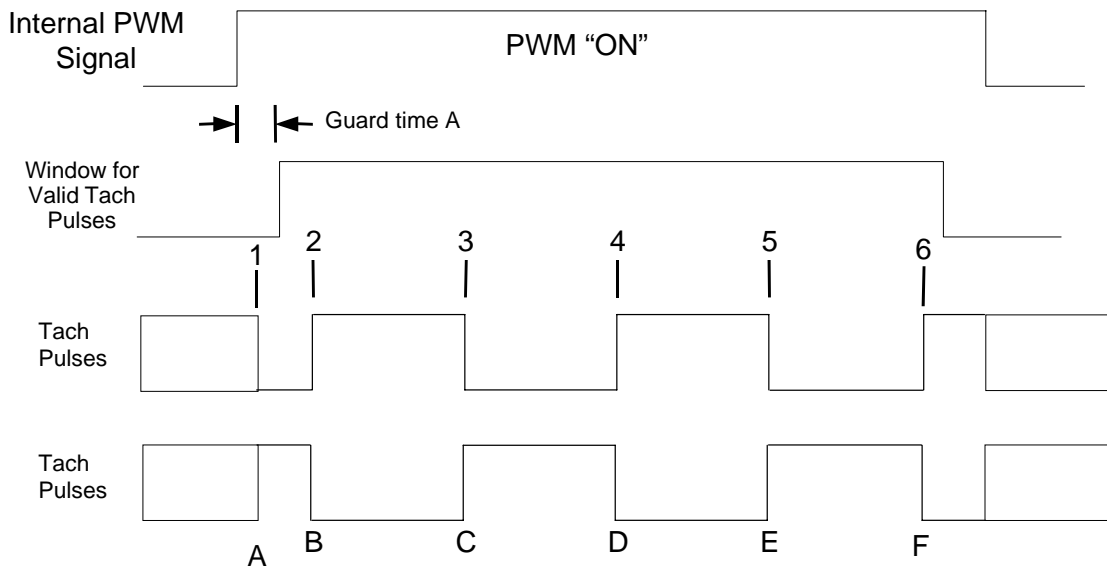 Internal PWM
Signal
PWM “ON”
Guard time A
Window for
Valid Tach
Pulses
1 2 3 4 5 6
Tach
Pulses
Tach
Pulses
A B C D E F